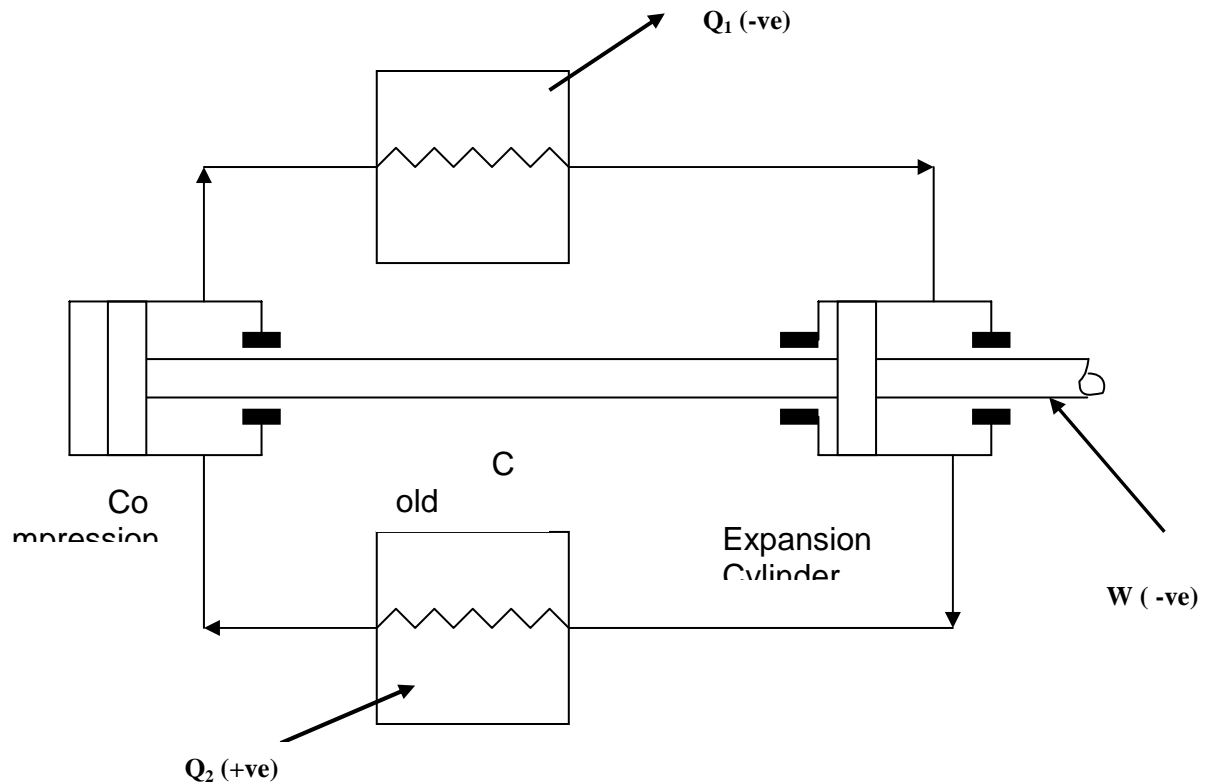 Q₁ (-ve)
C
old
Co
mpression
Expansion
Cylinder
W ( -ve)
Q₂ (+ve)